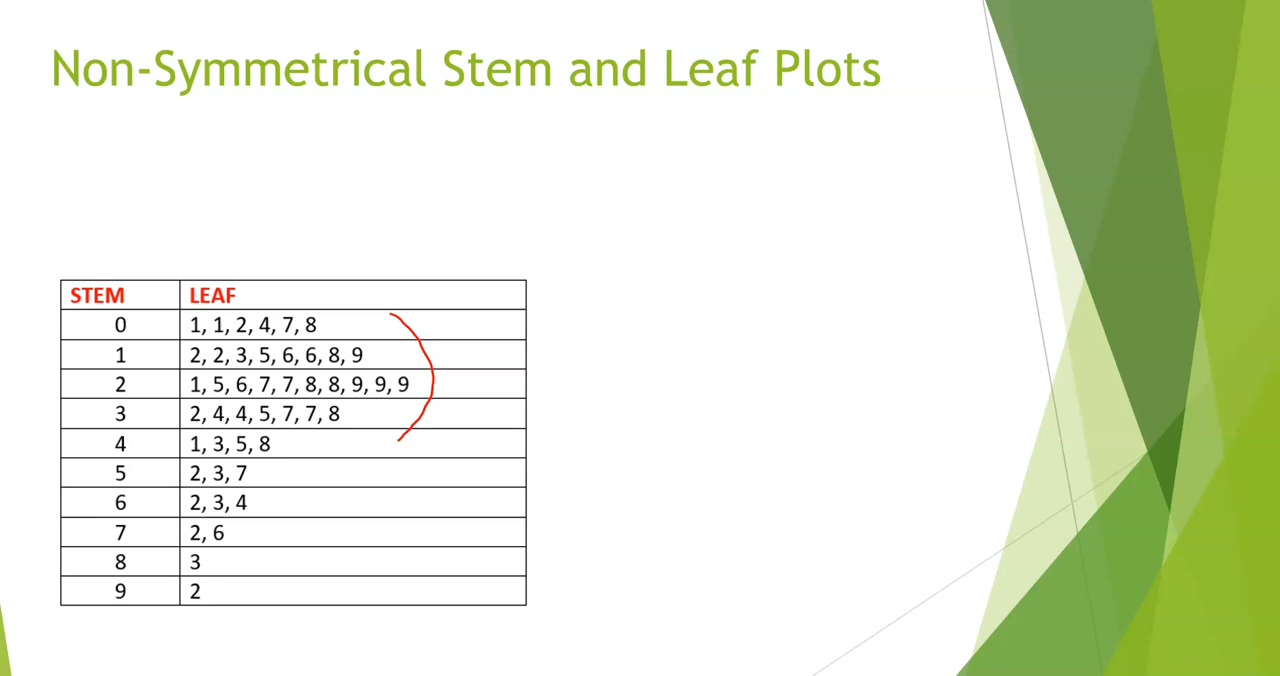 Non-Symmetrical Stem and Leaf Plots
STEM LEAF
0 1, 1, 2, 4, 7, 8
1 2, 2, 3, 5, 6, 6, 8, 9
2 1, 5, 6, 7, 7, 8, 8, 9, 9, 9
3 2, 4, 4, 5, 7, 7, 8
4 1, 3, 5, 8
5 2, 3, 7
6 2, 3, 4
7 2, 6
8 3
9 2